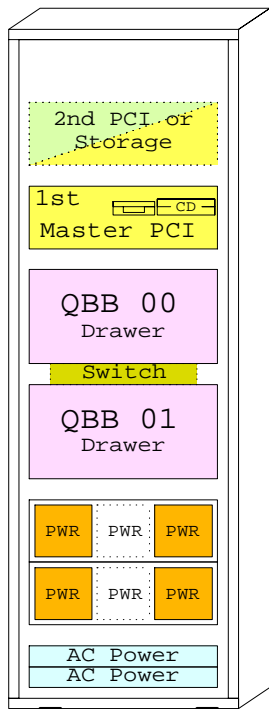 2nd PCI or
Storage
1st
CD
Master PCI
QBB 00
Drawer
Switch
QBB 01
Drawer
PWR PWR PWR
PWR PWR PWR
AC Power
AC Power